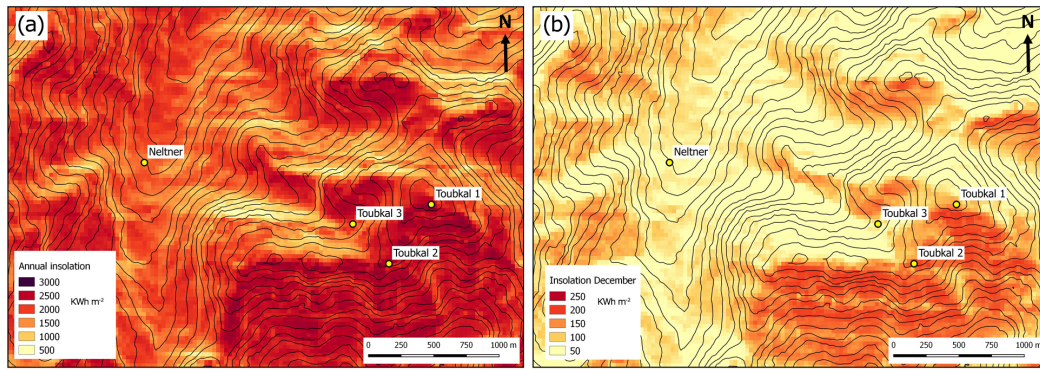 (a)
N
Neltner
Toubkal 1
Toubkal 3
Toubkal 2
Annual insolation
3000
2500
2000
1500
1000
500
KWh m⁻²
0 250 500 750 1000 m
(b)
N
Neltner
Toubkal 1
Toubkal 3
Toubkal 2
Insolation December
250
200
150
100
50
KWh m⁻²
0 250 500 750 1000 m